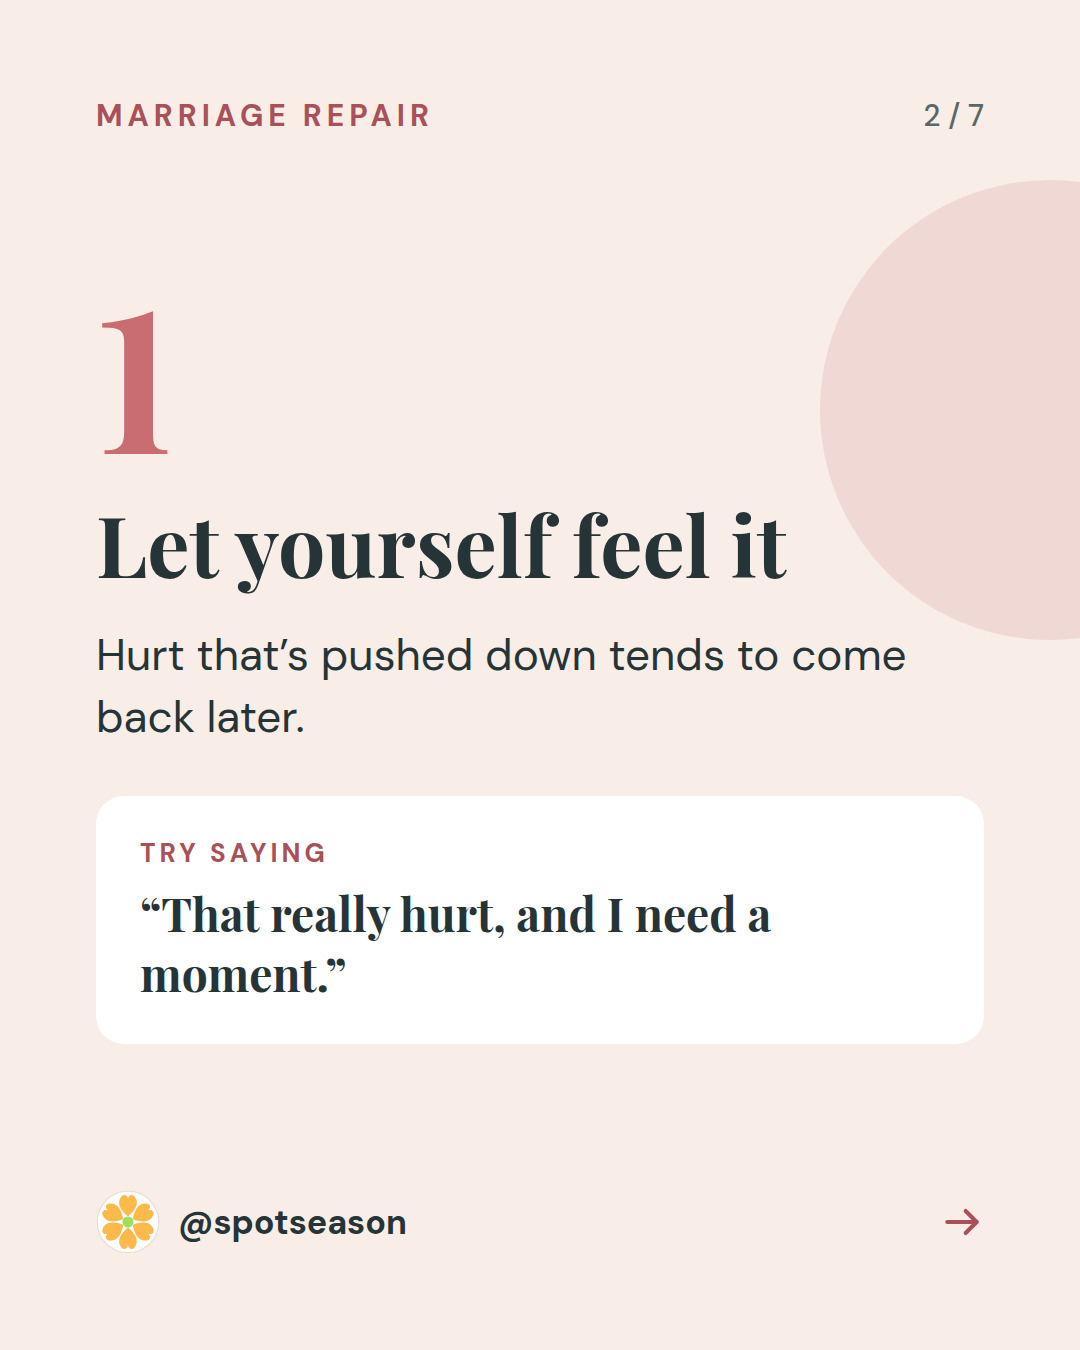 MARRIAGE REPAIR
2 / 7
1
Let yourself feel it
Hurt that’s pushed down tends to come
back later.
TRY SAYING
“That really hurt, and I need a
moment.”
@spotseason